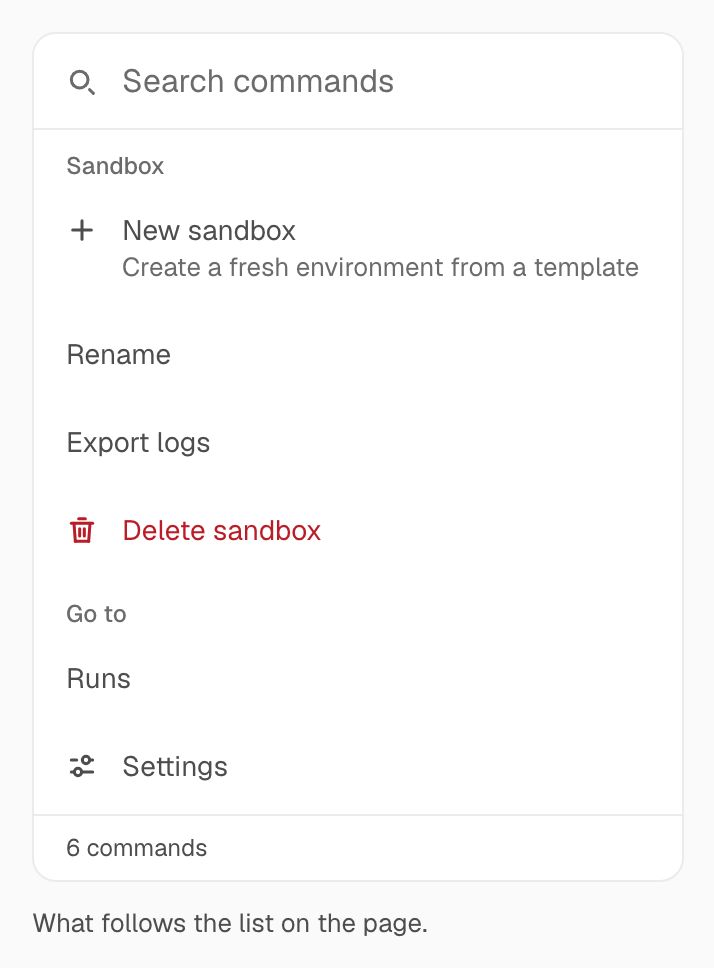 Search commands
Sandbox
New sandbox
Create a fresh environment from a template
Rename
Export logs
Delete sandbox
Go to
Runs
Settings
6 commands
What follows the list on the page.